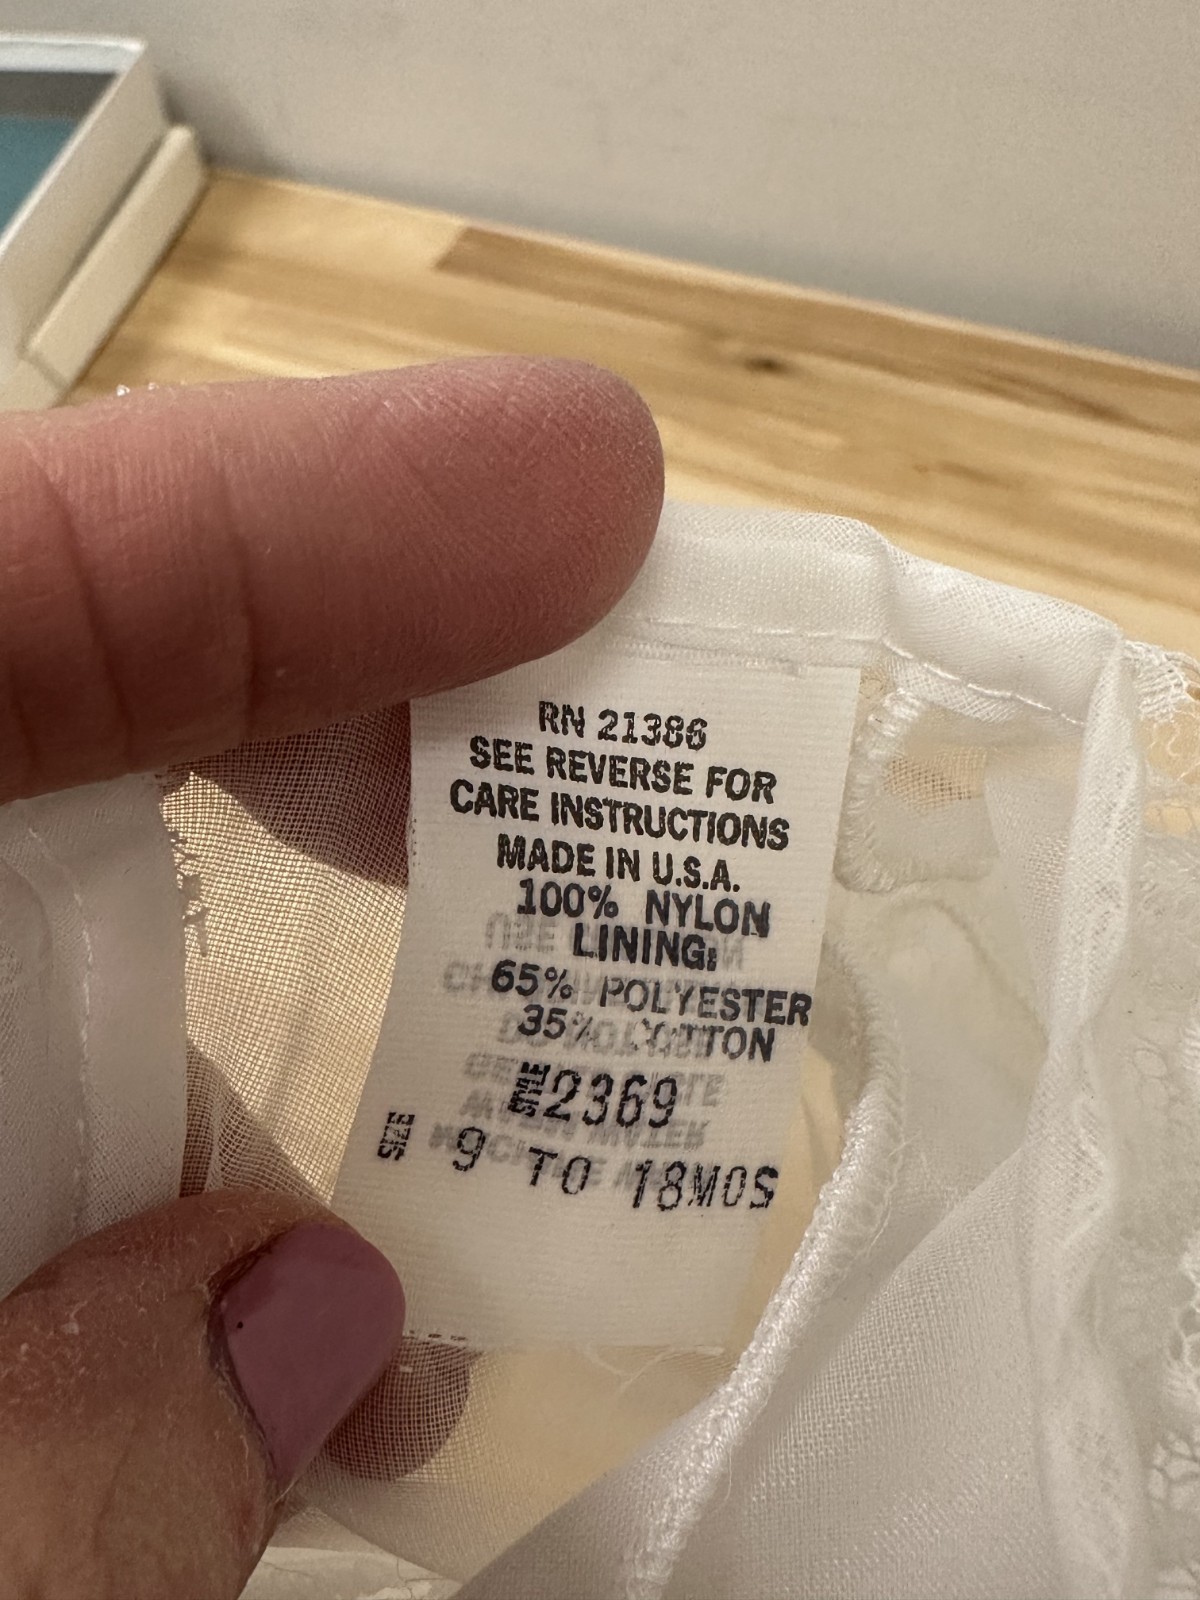 RN 21386
SEE REVERSE FOR
CARE INSTRUCTIONS
MADE IN U.S.A.
100% NYLON
LINING:
65% POLYESTER
35% COTTON
STYLE 2369
SIZE 9 TO 18MOS